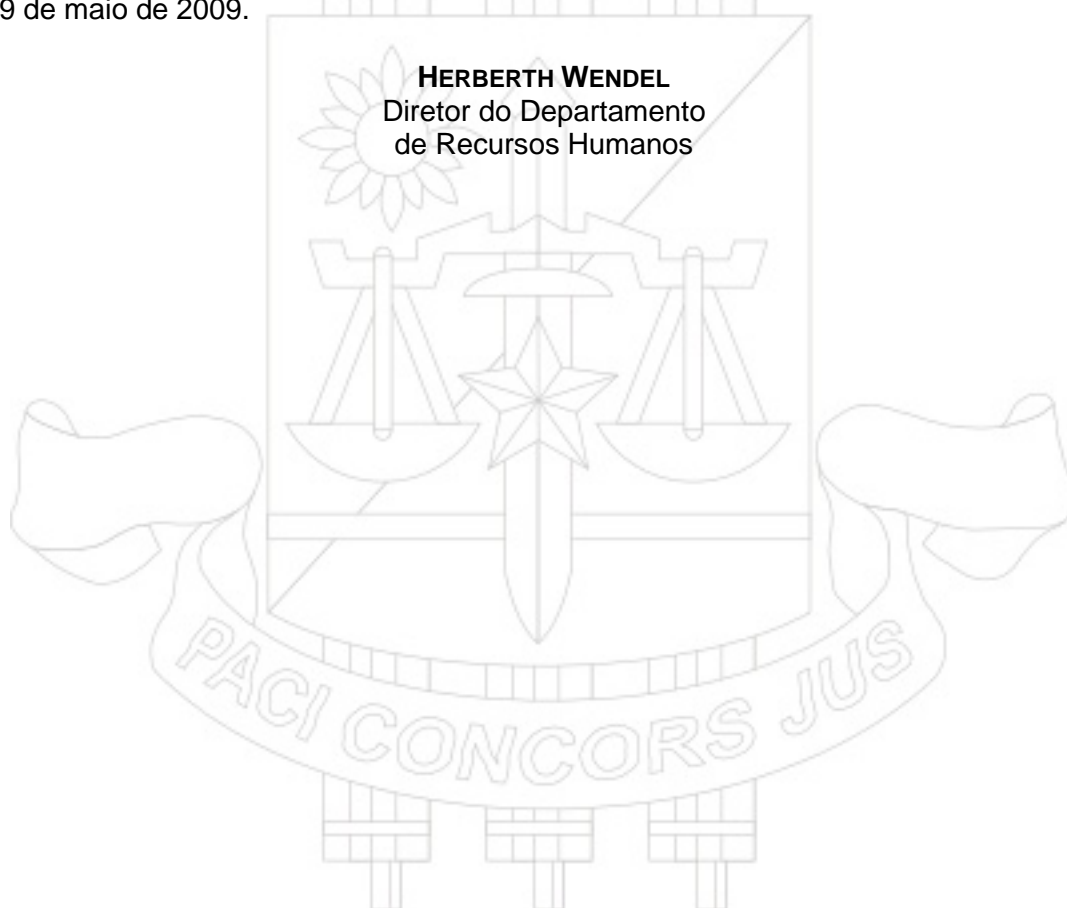 9 de maio de 2009.
HERBERTH WENDEL
Diretor do Departamento
de Recursos Humanos
PACI CONCORS JUS